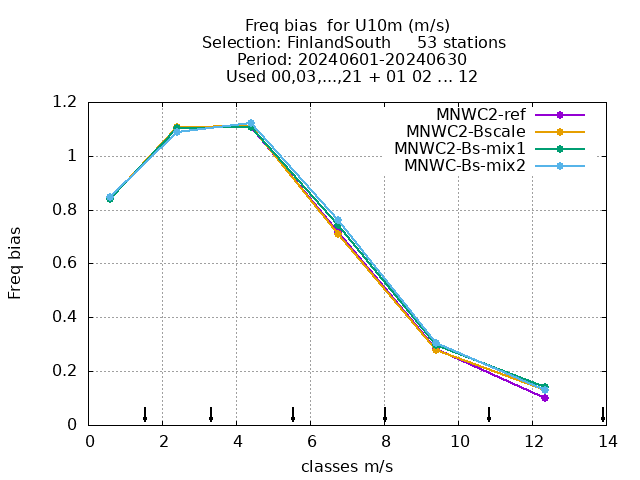 Freq bias  for U10m (m/s)
Selection: FinlandSouth     53 stations
Period: 20240601-20240630
Used 00,03,...,21 + 01 02 ... 12
MNWC2-ref
MNWC2-Bscale
MNWC2-Bs-mix1
MNWC-Bs-mix2
Freq bias
1.2
1
0.8
0.6
0.4
0.2
0
0 2 4 6 8 10 12 14
classes m/s